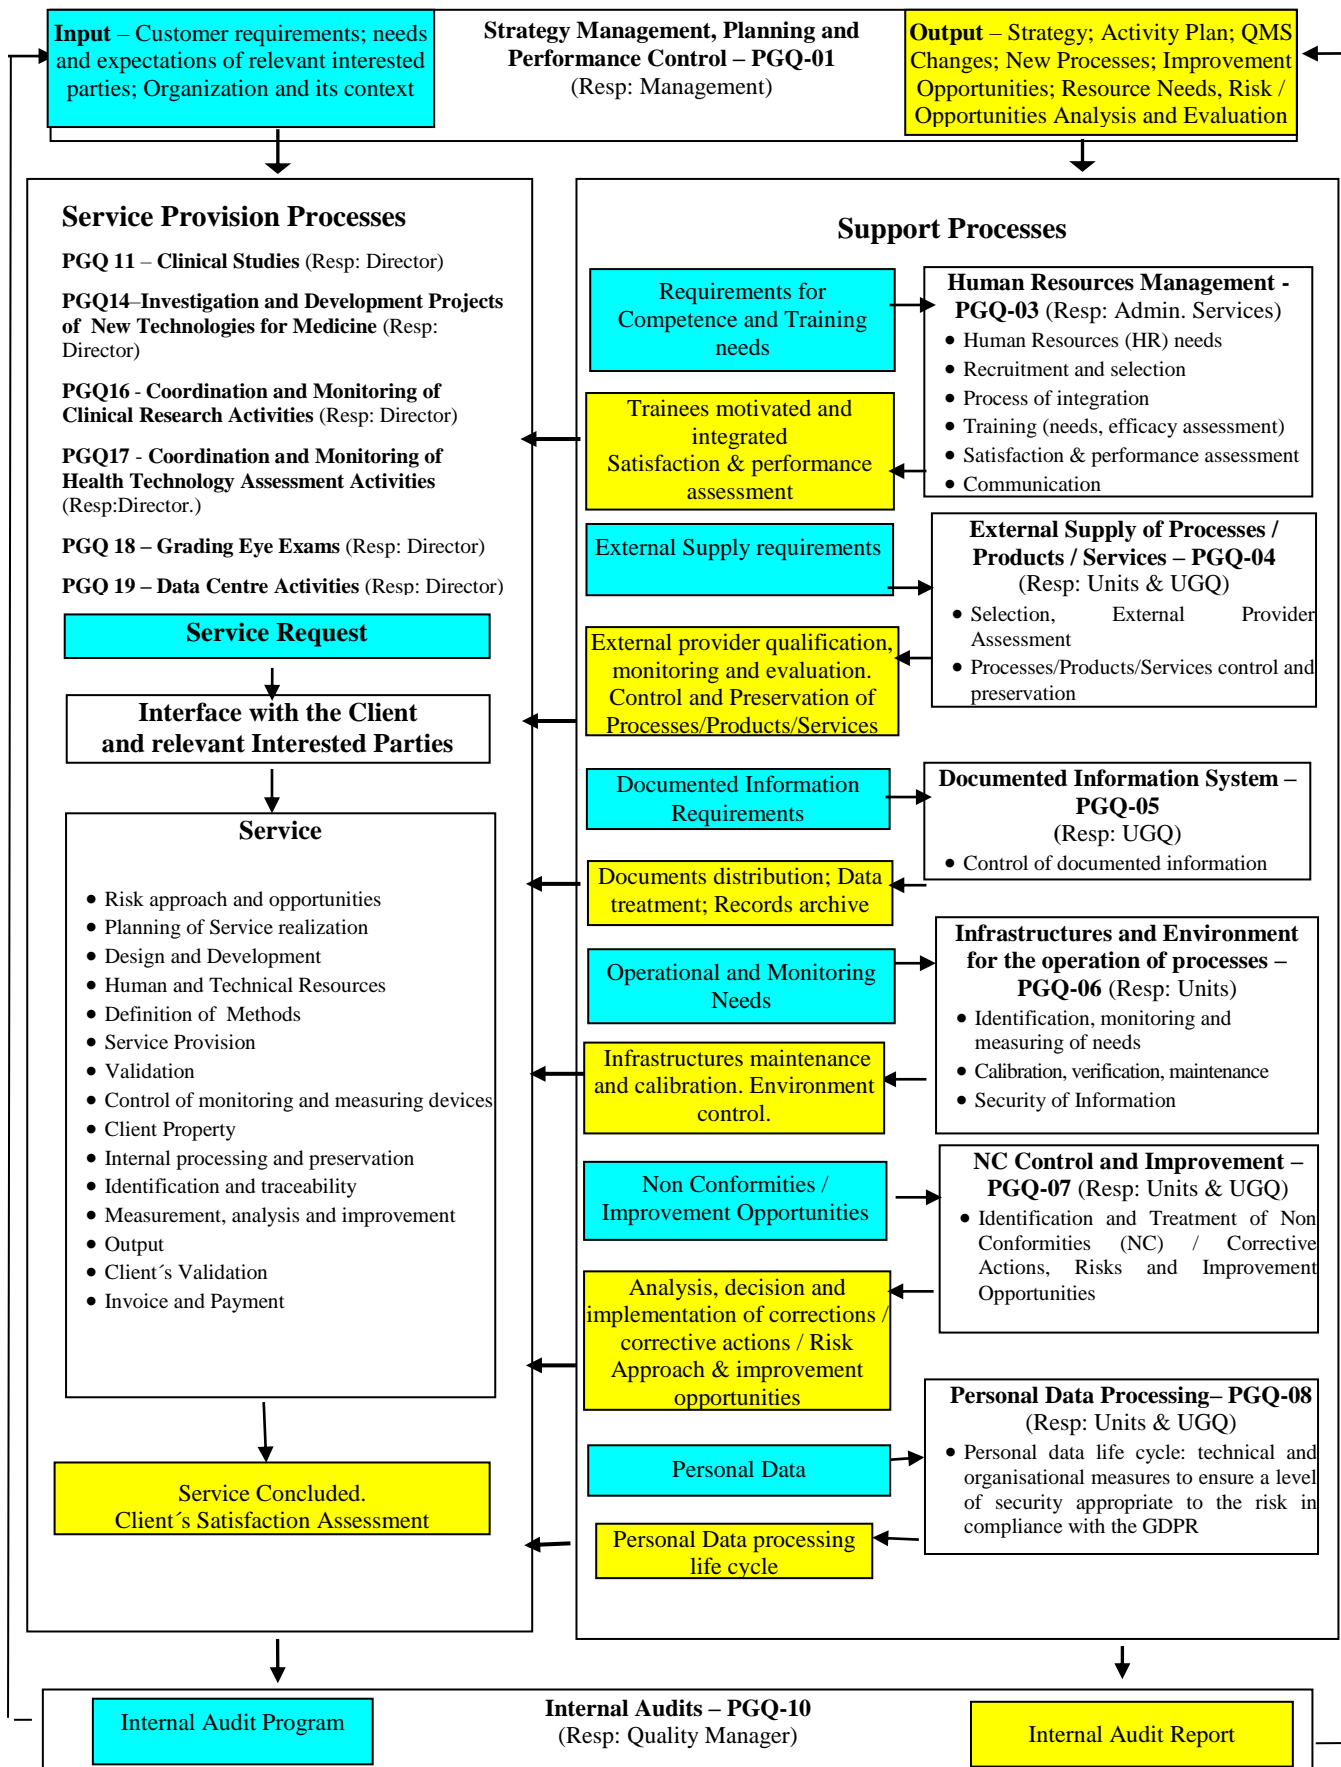 Input – Customer requirements; needs
and expectations of relevant interested
parties; Organization and its context
Strategy Management, Planning and
Performance Control – PGQ-01
(Resp: Management)
Output – Strategy; Activity Plan; QMS
Changes; New Processes; Improvement
Opportunities; Resource Needs, Risk /
Opportunities Analysis and Evaluation
Service Provision Processes
PGQ 11 – Clinical Studies (Resp: Director)
PGQ14–Investigation and Development Projects
of New Technologies for Medicine (Resp:
Director)
PGQ16 - Coordination and Monitoring of
Clinical Research Activities (Resp: Director)
PGQ17 - Coordination and Monitoring of
Health Technology Assessment Activities
(Resp:Director.)
PGQ 18 – Grading Eye Exams (Resp: Director)
PGQ 19 – Data Centre Activities (Resp: Director)
Service Request
Interface with the Client
and relevant Interested Parties
Service
• Risk approach and opportunities
• Planning of Service realization
• Design and Development
• Human and Technical Resources
• Definition of Methods
• Service Provision
• Validation
• Control of monitoring and measuring devices
• Client Property
• Internal processing and preservation
• Identification and traceability
• Measurement, analysis and improvement
• Output
• Client´s Validation
• Invoice and Payment
Service Concluded.
Client´s Satisfaction Assessment
Support Processes
Requirements for
Competence and Training
needs
Human Resources Management -
PGQ-03 (Resp: Admin. Services)
• Human Resources (HR) needs
• Recruitment and selection
• Process of integration
• Training (needs, efficacy assessment)
• Satisfaction & performance assessment
• Communication
Trainees motivated and
integrated
Satisfaction & performance
assessment
External Supply requirements
External Supply of Processes /
Products / Services – PGQ-04
(Resp: Units & UGQ)
• Selection, External Provider
Assessment
• Processes/Products/Services control and
preservation
External provider qualification,
monitoring and evaluation.
Control and Preservation of
Processes/Products/Services
Documented Information
Requirements
Documented Information System –
PGQ-05
(Resp: UGQ)
• Control of documented information
Documents distribution; Data
treatment; Records archive
Operational and Monitoring
Needs
Infrastructures and Environment
for the operation of processes –
PGQ-06 (Resp: Units)
• Identification, monitoring and
measuring of needs
• Calibration, verification, maintenance
• Security of Information
Infrastructures maintenance
and calibration. Environment
control.
Non Conformities /
Improvement Opportunities
NC Control and Improvement –
PGQ-07 (Resp: Units & UGQ)
• Identification and Treatment of Non
Conformities (NC) / Corrective
Actions, Risks and Improvement
Opportunities
Analysis, decision and
implementation of corrections /
corrective actions / Risk
Approach & improvement
opportunities
Personal Data
Personal Data Processing– PGQ-08
(Resp: Units & UGQ)
• Personal data life cycle: technical and
organisational measures to ensure a level
of security appropriate to the risk in
compliance with the GDPR
Personal Data processing
life cycle
Internal Audit Program
Internal Audits – PGQ-10
(Resp: Quality Manager)
Internal Audit Report